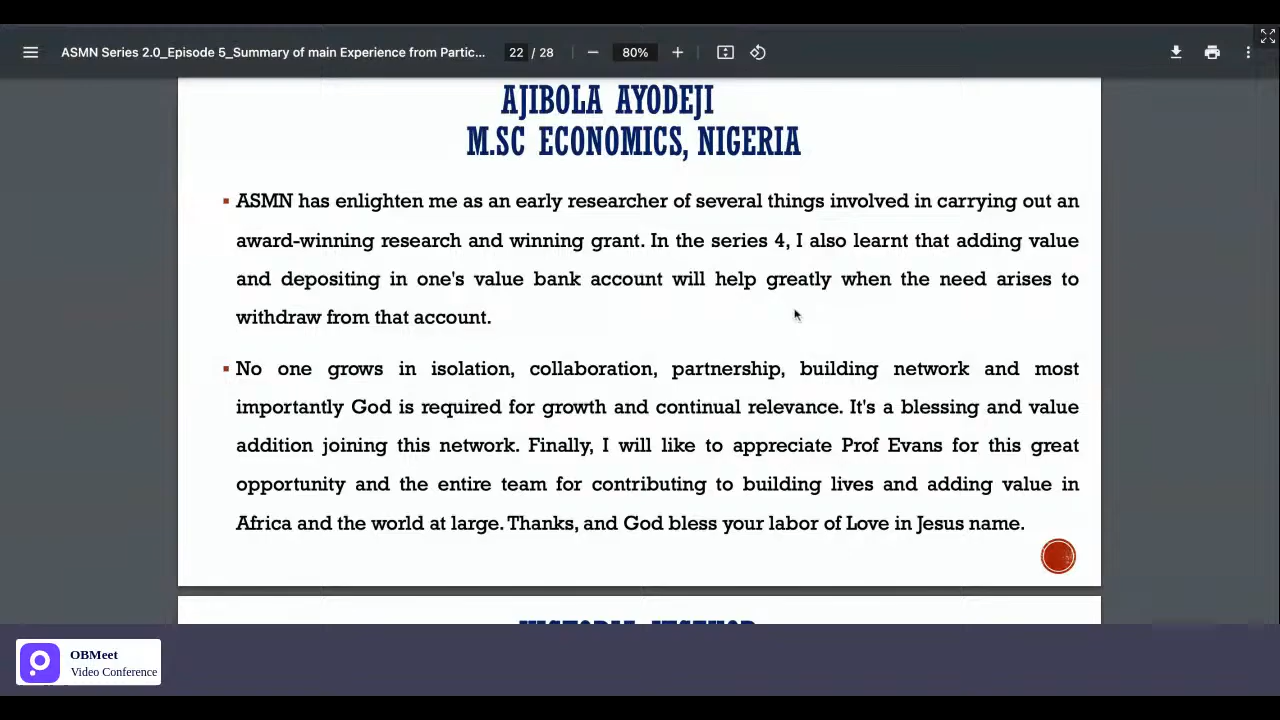 ASMN Series 2.0_Episode 5_Summary of main Experience from Partic...
22 / 28
80%
AJIBOLA AYODEJI
M.SC ECONOMICS, NIGERIA
ASMN has enlighten me as an early researcher of several things involved in carrying out an
award-winning research and winning grant. In the series 4, I also learnt that adding value
and depositing in one's value bank account will help greatly when the need arises to
withdraw from that account.
No one grows in isolation, collaboration, partnership, building network and most
importantly God is required for growth and continual relevance. It's a blessing and value
addition joining this network. Finally, I will like to appreciate Prof Evans for this great
opportunity and the entire team for contributing to building lives and adding value in
Africa and the world at large. Thanks, and God bless your labor of Love in Jesus name.
OBMeet
Video Conference